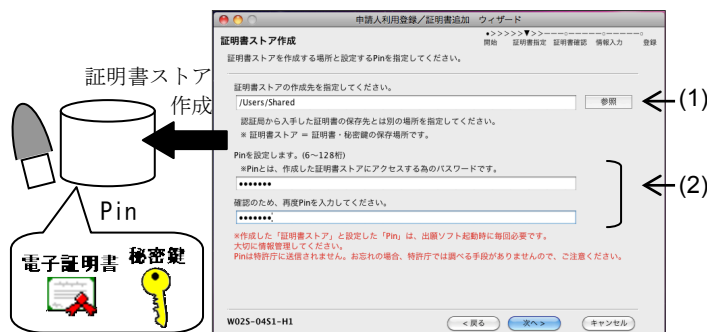 申請人利用登録／証明書追加 ウィザード
証明書ストア作成
●>>>>>▼>>−−−□−−−−−□−−−−−□
開始 証明書指定 証明書確認 情報入力 登録
証明書ストアを作成する場所と設定するPinを指定してください。
証明書ストア
作成
証明書ストアの作成先を指定してください。
/Users/Shared
参照
(1)
認証局から入手した証明書の保存先とは別の場所を指定してください。
※ 証明書ストア ＝ 証明書・秘密鍵の保存場所です。
Pinを設定します。(6〜128桁)
※Pinとは、作成した証明書ストアにアクセスする為のパスワードです。
•••••••
(2)
確認のため、再度Pinを入力してください。
•••••••
※作成した「証明書ストア」と設定した「Pin」は、出願ソフト起動時に毎回必要です。
大切に情報管理してください。
Pinは特許庁に送信されません。お忘れの場合、特許庁では調べる手段がありませんので、ご注意ください。
Pin
電子証明書 秘密鍵
W02S-04S1-H1
< 戻る
次へ >
キャンセル